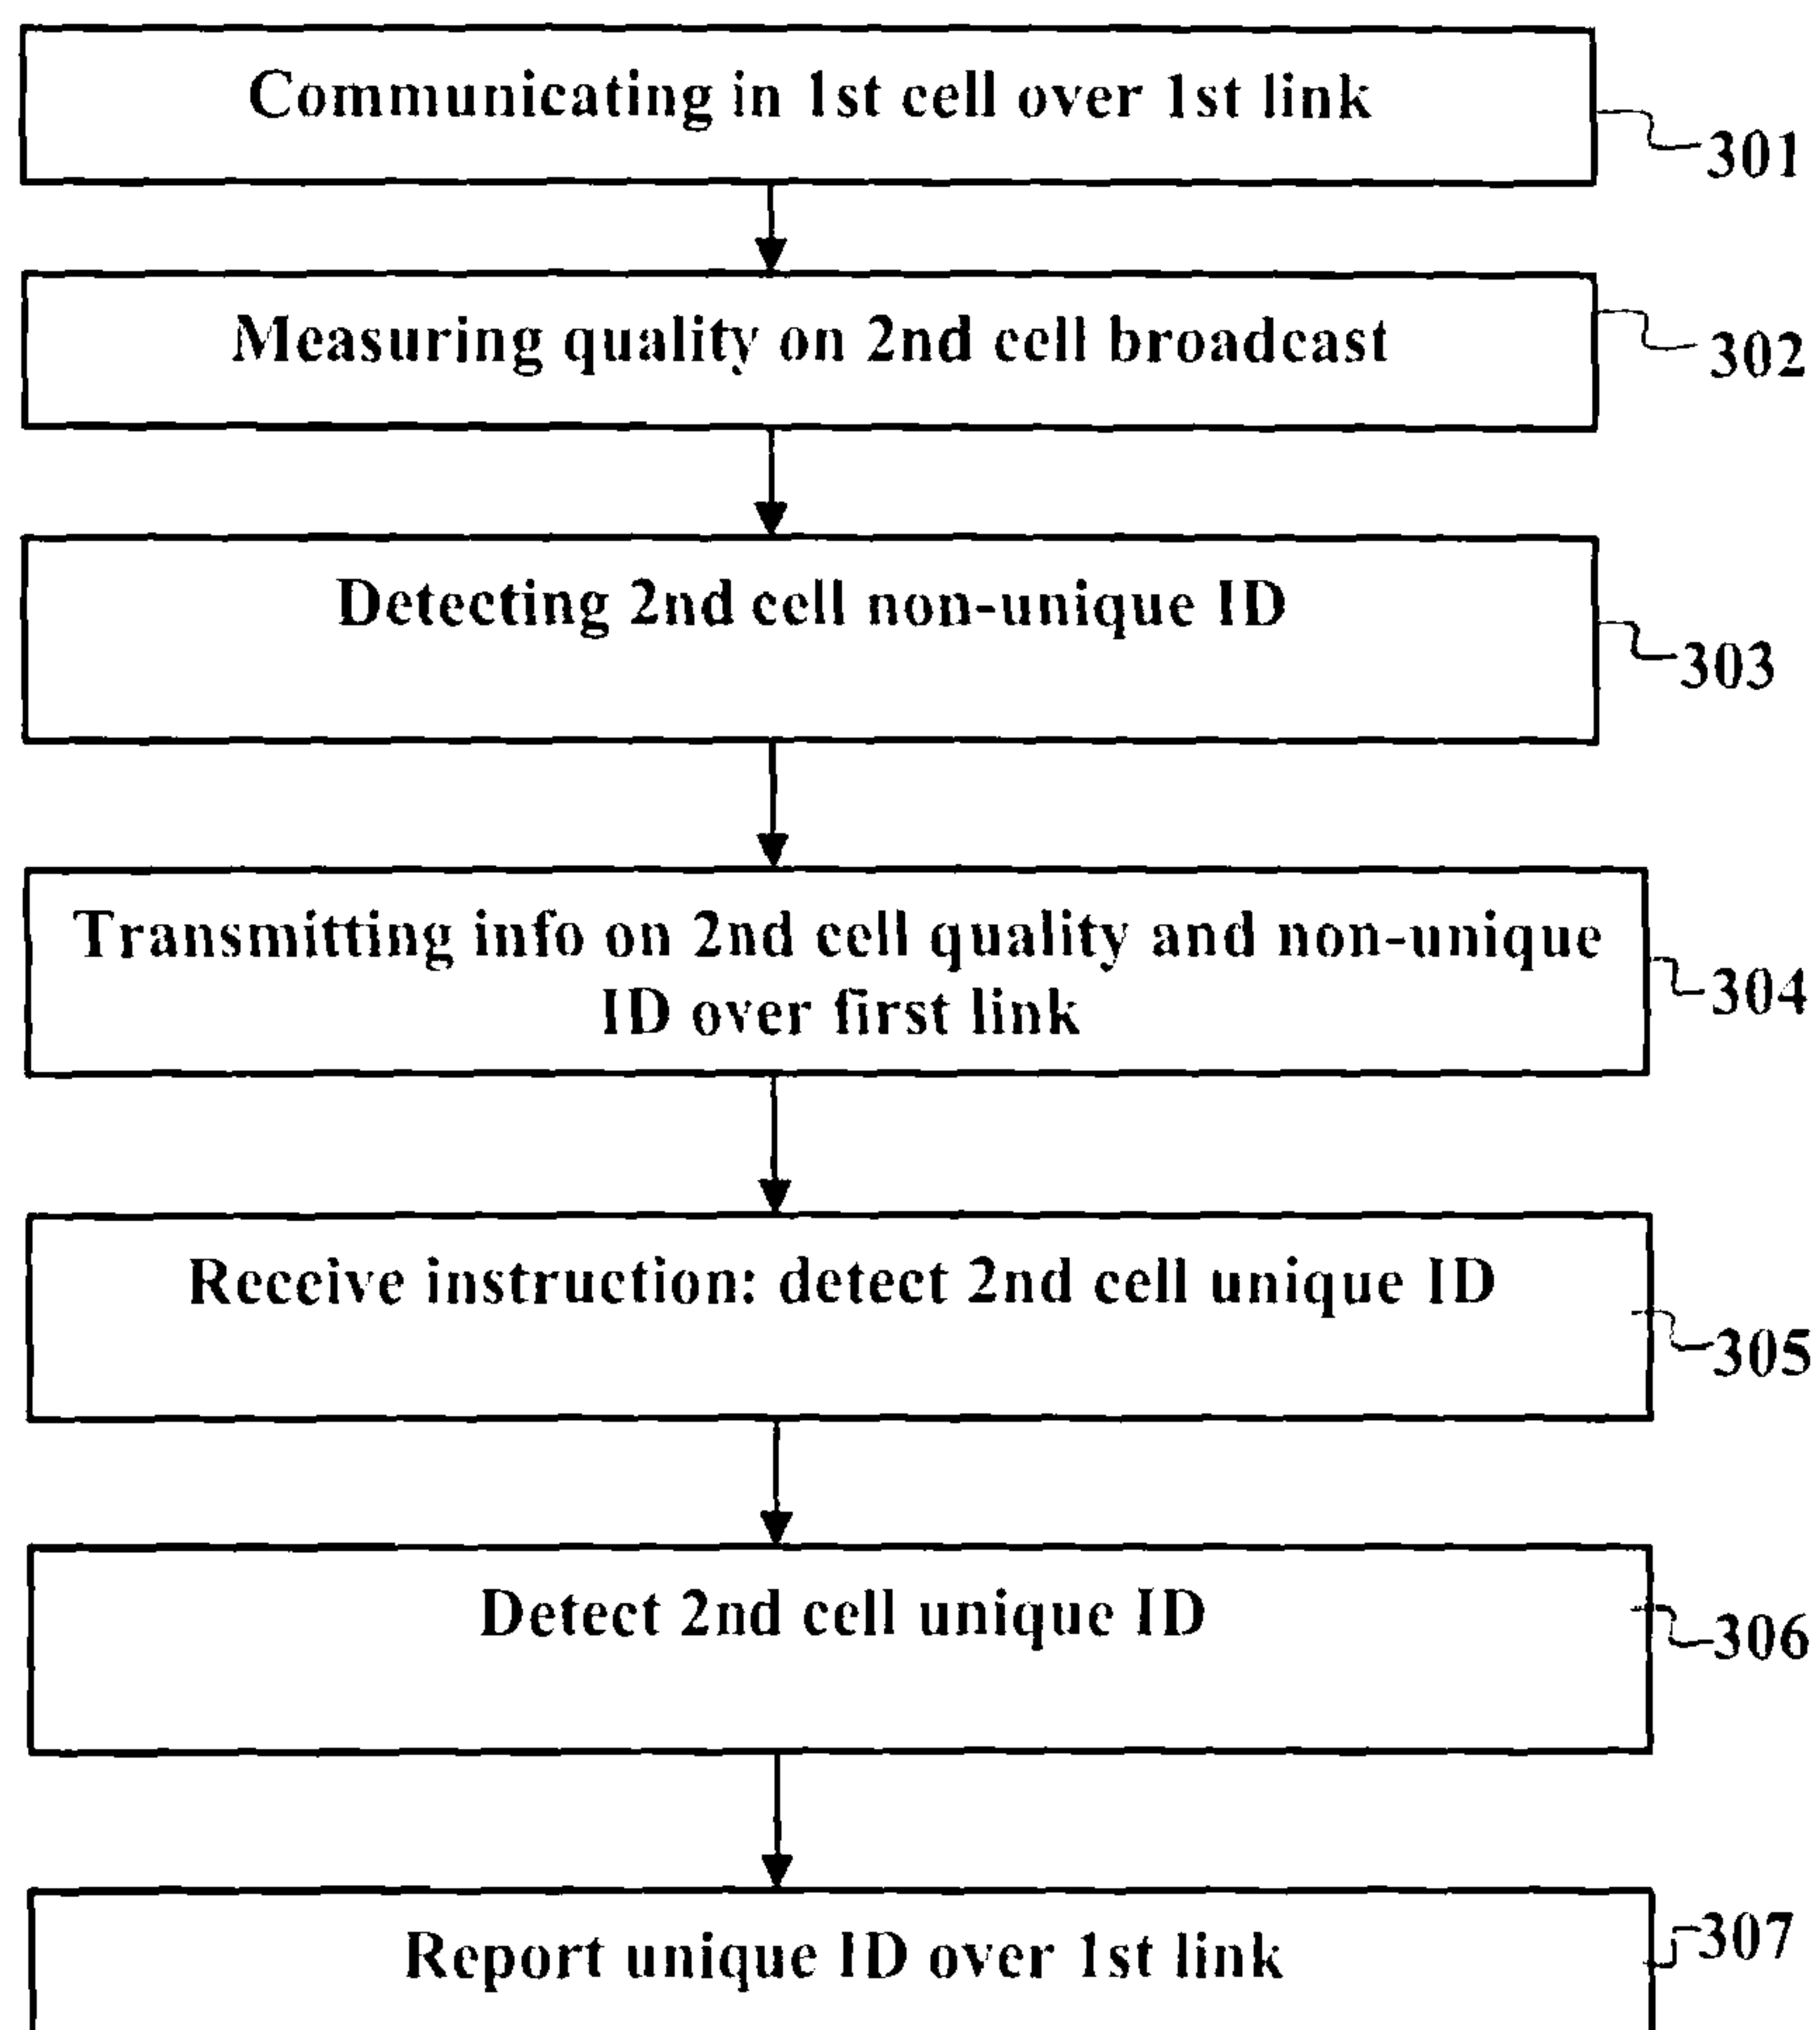 Communicating in 1st cell over 1st link
301
Measuring quality on 2nd cell broadcast
302
Detecting 2nd cell non-unique ID
303
Transmitting info on 2nd cell quality and non-unique
ID over first link
304
Receive instruction: detect 2nd cell unique ID
305
Detect 2nd cell unique ID
306
Report unique ID over 1st link
307